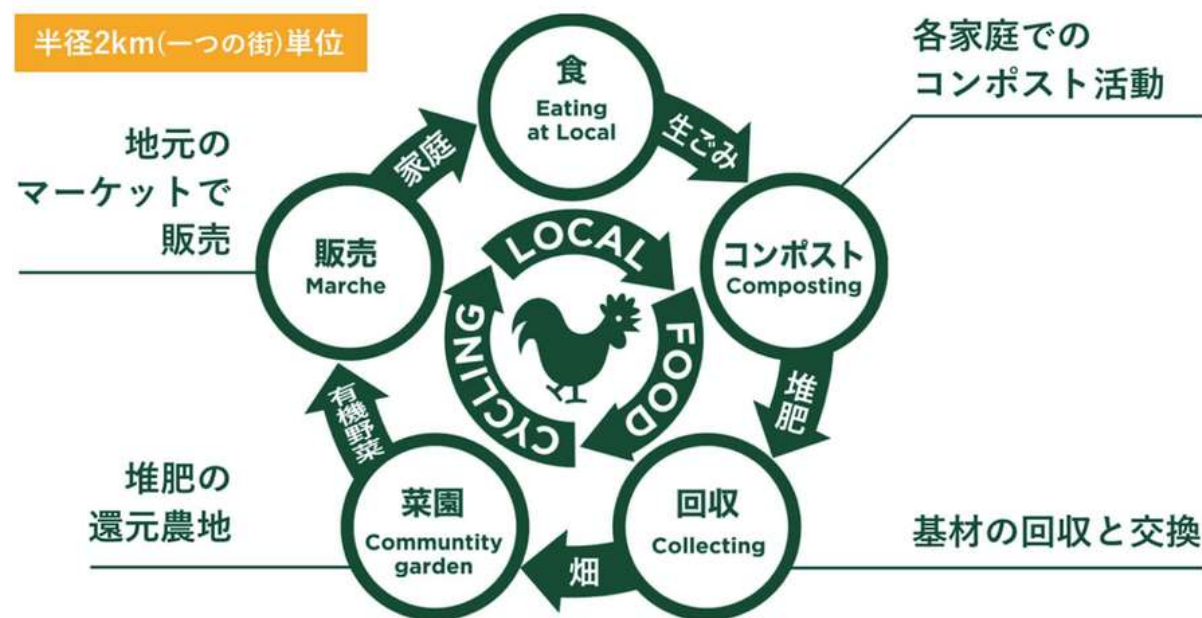 半径2km(一つの街)単位
食
Eating
at Local
生ごみ
各家庭での
コンポスト活動
コンポスト
Composting
堆肥
回収
Collecting
基材の回収と交換
畑
菜園
Communtity
garden
堆肥の
還元農地
有機野菜
販売
Marche
地元の
マーケットで
販売
家庭
LOCAL
FOOD
CYCLING